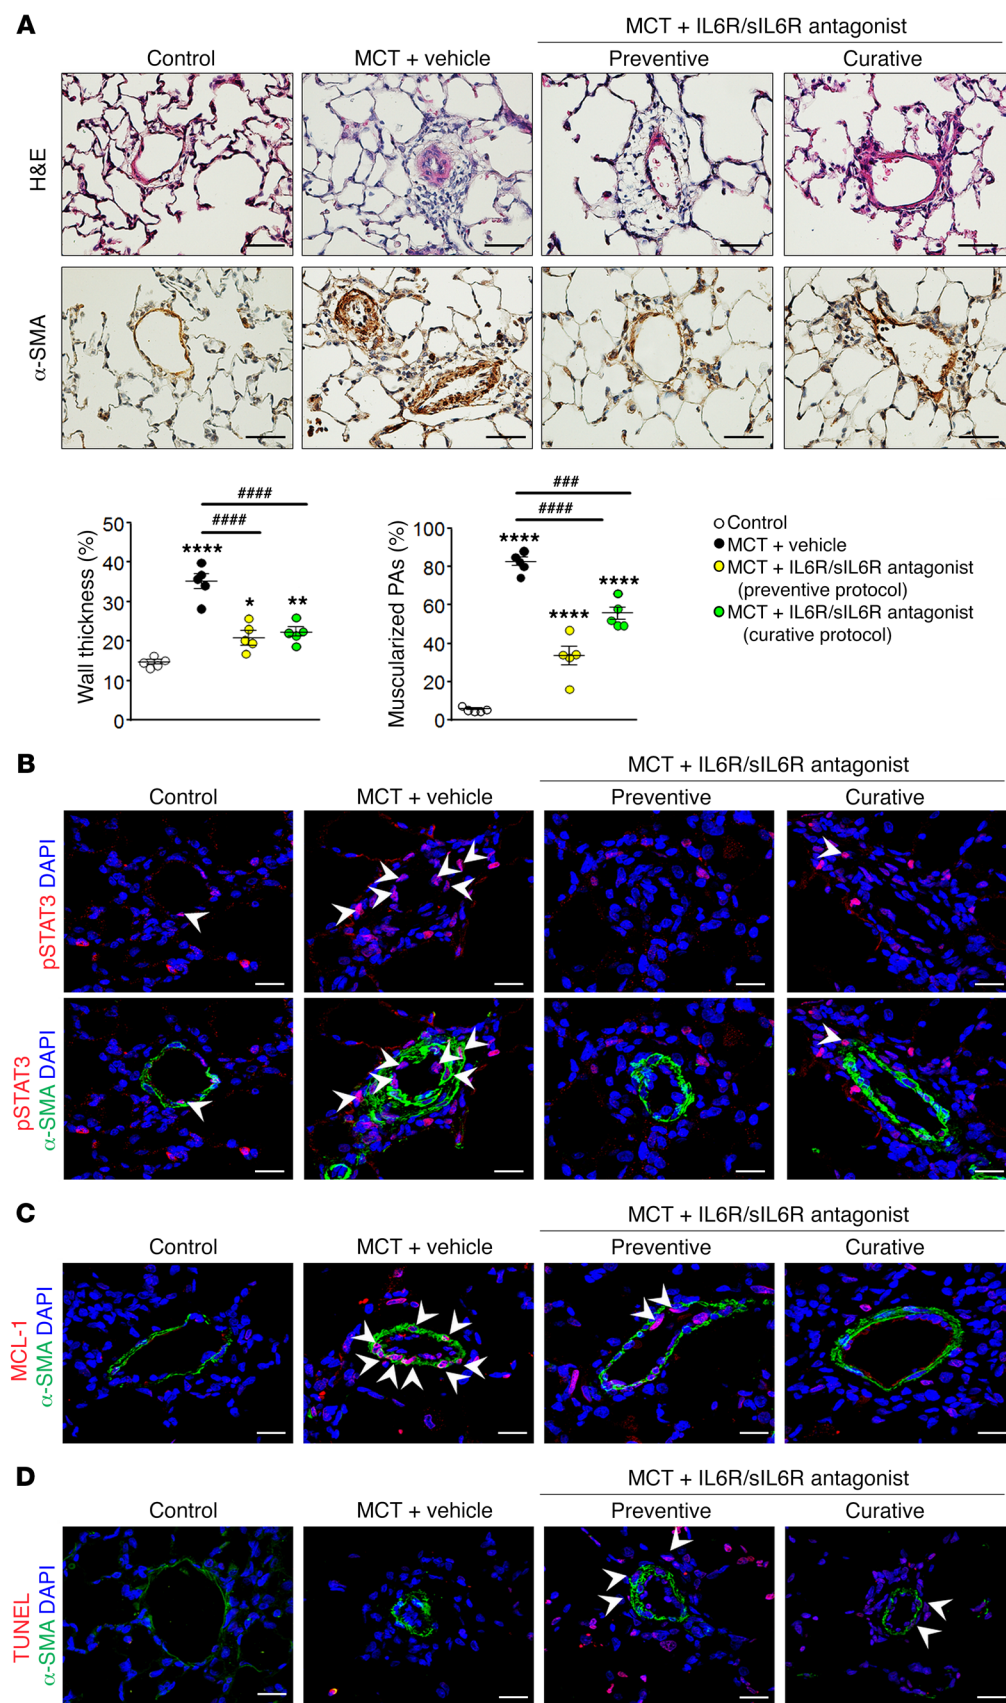 A
MCT + IL6R/sIL6R antagonist
Control
MCT + vehicle
Preventive
Curative
H&E
α-SMA
####
####
****
*
**
Wall thickness (%)
50
40
30
20
10
0
###
####
****
****
****
Muscularized PAs (%)
100
80
60
40
20
0
Control
MCT + vehicle
MCT + IL6R/sIL6R antagonist
(preventive protocol)
MCT + IL6R/sIL6R antagonist
(curative protocol)
B
MCT + IL6R/sIL6R antagonist
Control
MCT + vehicle
Preventive
Curative
pSTAT3 DAPI
pSTAT3
α-SMA DAPI
C
MCT + IL6R/sIL6R antagonist
Control
MCT + vehicle
Preventive
Curative
MCL-1
α-SMA DAPI
D
MCT + IL6R/sIL6R antagonist
Control
MCT + vehicle
Preventive
Curative
TUNEL
α-SMA DAPI